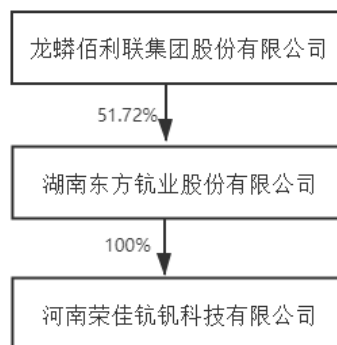 龙蟒佰利联集团股份有限公司
51.72%
湖南东方钪业股份有限公司
100%
河南荣佳钪钒科技有限公司